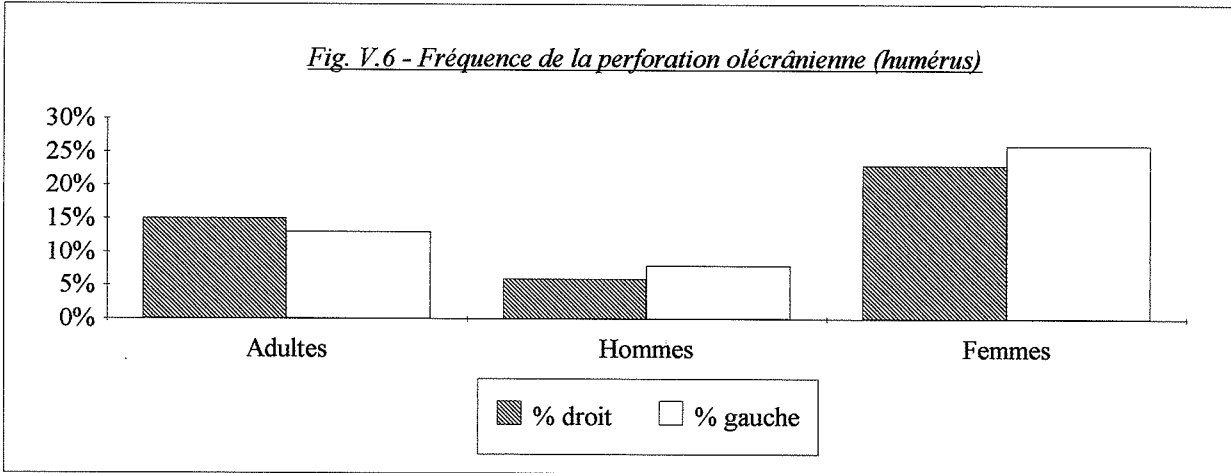 Fig. V.6 - Fréquence de la perforation olécrânienne (humérus)
30%
25%
20%
15%
10%
5%
0%
Adultes Hommes Femmes
% droit % gauche